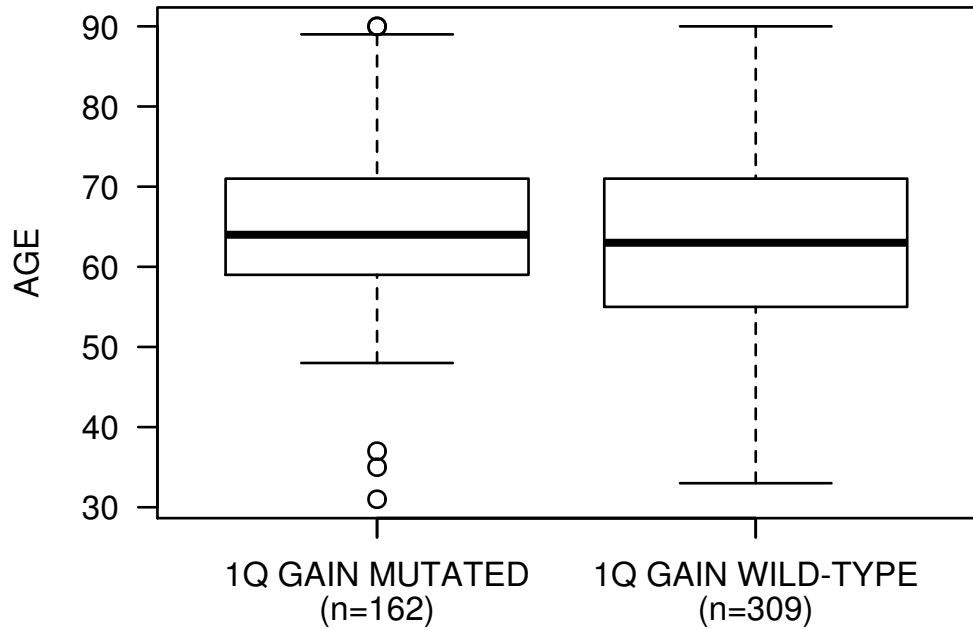 AGE
90
80
70
60
50
40
30
1Q GAIN MUTATED
(n=162)
1Q GAIN WILD-TYPE
(n=309)